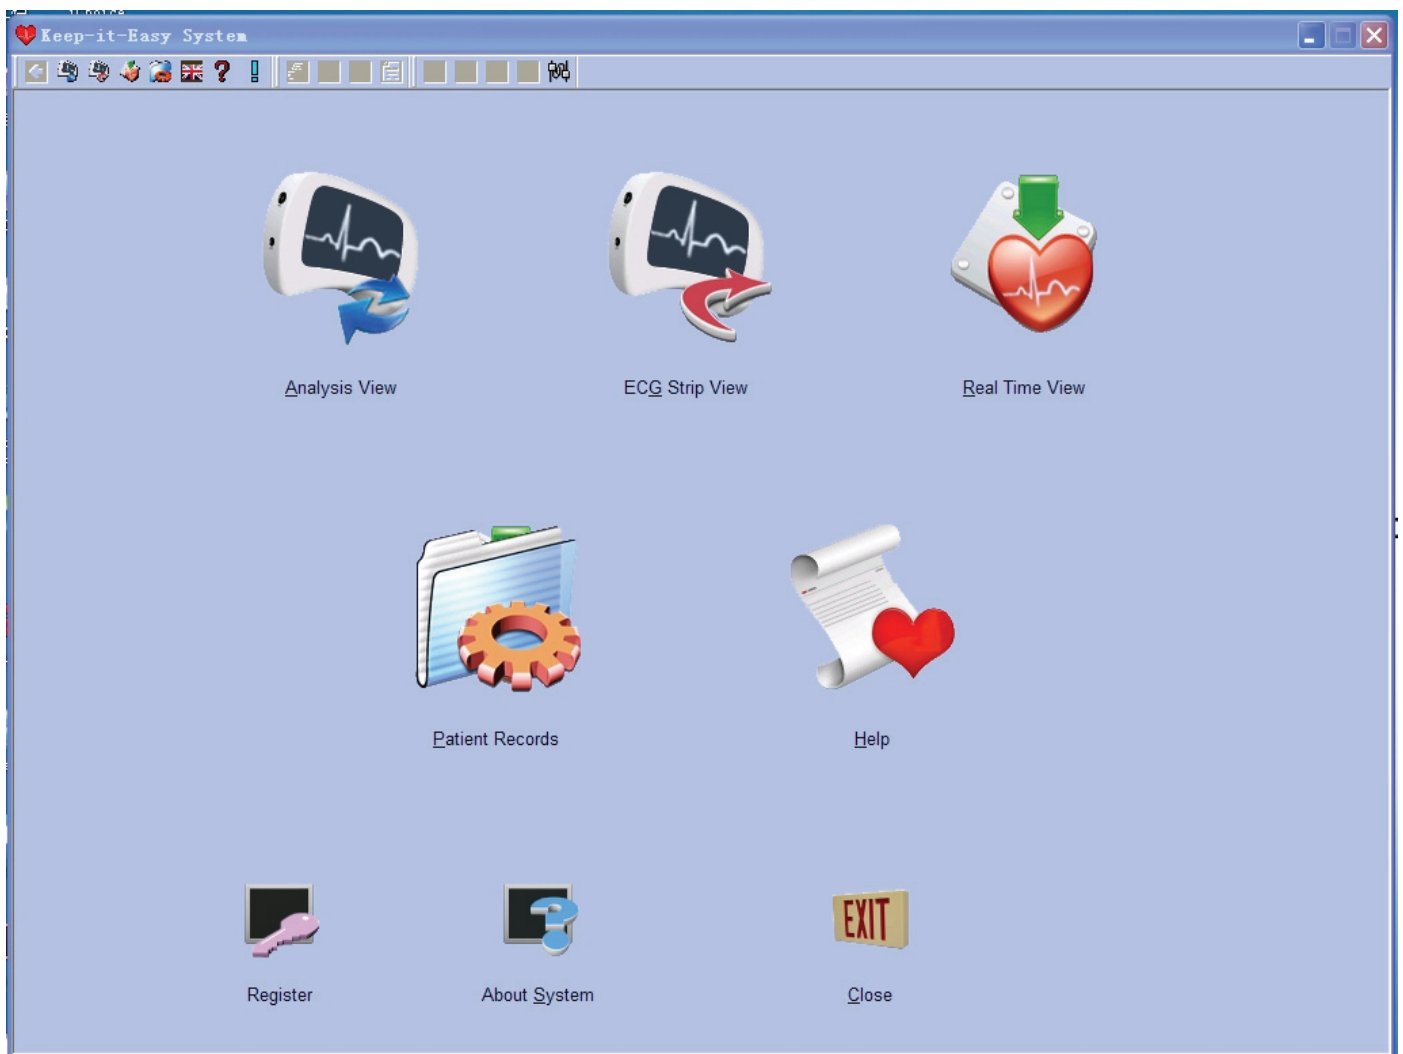 Keep-it-Easy System
Analysis View
ECG Strip View
Real Time View
Patient Records
Help
EXIT
Register
About System
Close